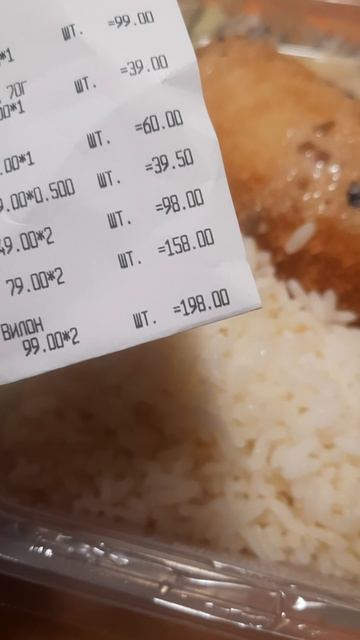 *1 ШТ. =99.00
70Г
00*1 ШТ. =39.00
.00*1 ШТ. =60.00
9.00*0.500 ШТ. =39.50
49.00*2 ШТ. =98.00
79.00*2 ШТ. =158.00
ВИЛОН
99.00*2 ШТ. =198.00